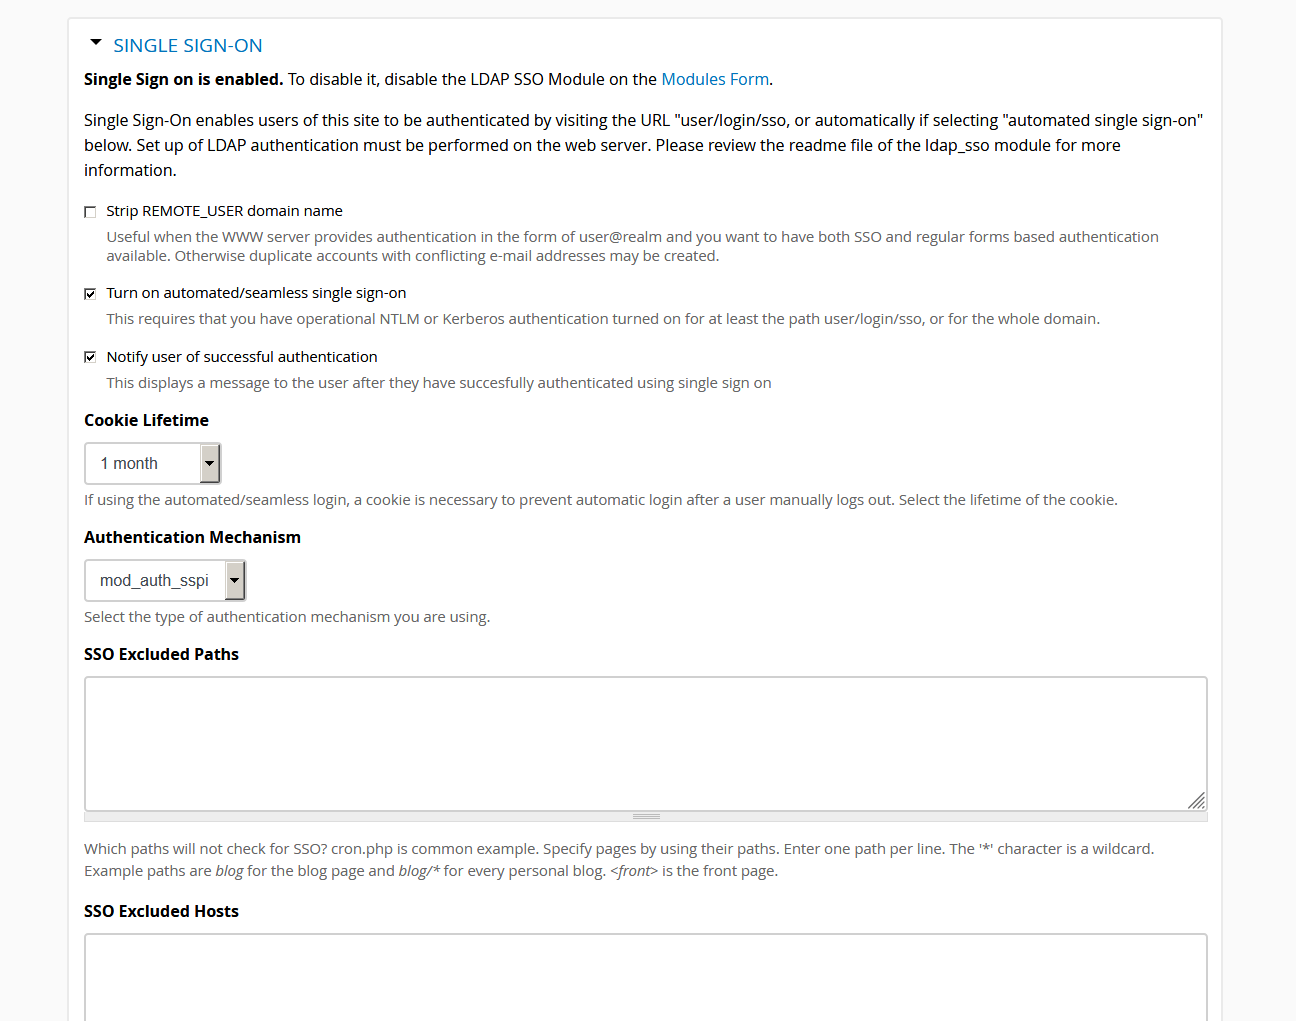 SINGLE SIGN-ON
Single Sign on is enabled. To disable it, disable the LDAP SSO Module on the Modules Form.
Single Sign-On enables users of this site to be authenticated by visiting the URL "user/login/sso, or automatically if selecting "automated single sign-on"
below. Set up of LDAP authentication must be performed on the web server. Please review the readme file of the ldap_sso module for more
information.
Strip REMOTE_USER domain name
Useful when the WWW server provides authentication in the form of user@realm and you want to have both SSO and regular forms based authentication
available. Otherwise duplicate accounts with conflicting e-mail addresses may be created.
Turn on automated/seamless single sign-on
This requires that you have operational NTLM or Kerberos authentication turned on for at least the path user/login/sso, or for the whole domain.
Notify user of successful authentication
This displays a message to the user after they have succesfully authenticated using single sign on
Cookie Lifetime
1 month
If using the automated/seamless login, a cookie is necessary to prevent automatic login after a user manually logs out. Select the lifetime of the cookie.
Authentication Mechanism
mod_auth_sspi
Select the type of authentication mechanism you are using.
SSO Excluded Paths
Which paths will not check for SSO? cron.php is common example. Specify pages by using their paths. Enter one path per line. The '*' character is a wildcard.
Example paths are blog for the blog page and blog/* for every personal blog. <front> is the front page.
SSO Excluded Hosts